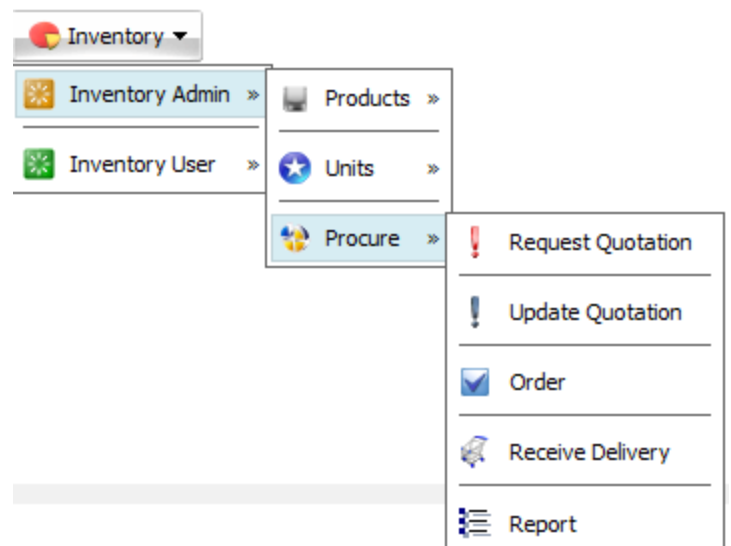 Inventory ▼
Inventory Admin »
Inventory User »
Products »
Units »
Procure »
Request Quotation
Update Quotation
Order
Receive Delivery
Report